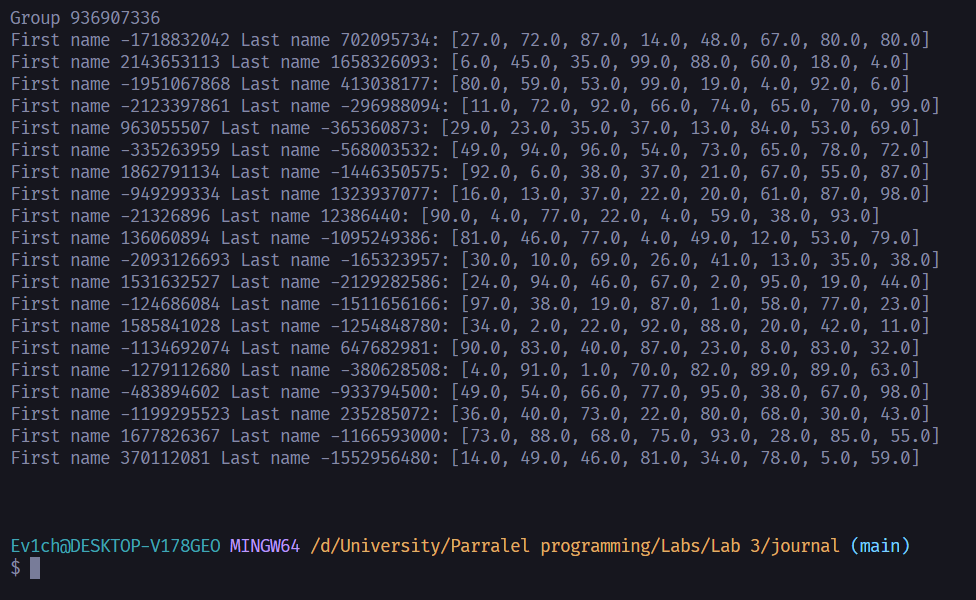 Group 936907336
First name -1718832042 Last name 702095734: [27.0, 72.0, 87.0, 14.0, 48.0, 67.0, 80.0, 80.0]
First name 2143653113 Last name 1658326093: [6.0, 45.0, 35.0, 99.0, 88.0, 60.0, 18.0, 4.0]
First name -1951067868 Last name 413038177: [80.0, 59.0, 53.0, 99.0, 19.0, 4.0, 92.0, 6.0]
First name -2123397861 Last name -296988094: [11.0, 72.0, 92.0, 66.0, 74.0, 65.0, 70.0, 99.0]
First name 963055507 Last name -365360873: [29.0, 23.0, 35.0, 37.0, 13.0, 84.0, 53.0, 69.0]
First name -335263959 Last name -568003532: [49.0, 94.0, 96.0, 54.0, 73.0, 65.0, 78.0, 72.0]
First name 1862791134 Last name -1446350575: [92.0, 6.0, 38.0, 37.0, 21.0, 67.0, 55.0, 87.0]
First name -949299334 Last name 1323937077: [16.0, 13.0, 37.0, 22.0, 20.0, 61.0, 87.0, 98.0]
First name -21326896 Last name 12386440: [90.0, 4.0, 77.0, 22.0, 4.0, 59.0, 38.0, 93.0]
First name 136060894 Last name -1095249386: [81.0, 46.0, 77.0, 4.0, 49.0, 12.0, 53.0, 79.0]
First name -2093126693 Last name -165323957: [30.0, 10.0, 69.0, 26.0, 41.0, 13.0, 35.0, 38.0]
First name 1531632527 Last name -2129282586: [24.0, 94.0, 46.0, 67.0, 2.0, 95.0, 19.0, 44.0]
First name -124686084 Last name -1511656166: [97.0, 38.0, 19.0, 87.0, 1.0, 58.0, 77.0, 23.0]
First name 1585841028 Last name -1254848780: [34.0, 2.0, 22.0, 92.0, 88.0, 20.0, 42.0, 11.0]
First name -1134692074 Last name 647682981: [90.0, 83.0, 40.0, 87.0, 23.0, 8.0, 83.0, 32.0]
First name -1279112680 Last name -380628508: [4.0, 91.0, 1.0, 70.0, 82.0, 89.0, 89.0, 63.0]
First name -483894602 Last name -933794500: [49.0, 54.0, 66.0, 77.0, 95.0, 38.0, 67.0, 98.0]
First name -1199295523 Last name 235285072: [36.0, 40.0, 73.0, 22.0, 80.0, 68.0, 30.0, 43.0]
First name 1677826367 Last name -1166593000: [73.0, 88.0, 68.0, 75.0, 93.0, 28.0, 85.0, 55.0]
First name 370112081 Last name -1552956480: [14.0, 49.0, 46.0, 81.0, 34.0, 78.0, 5.0, 59.0]
Ev1ch@DESKTOP-V178GEO MINGW64 /d/University/Parralel programming/Labs/Lab 3/journal (main)
$